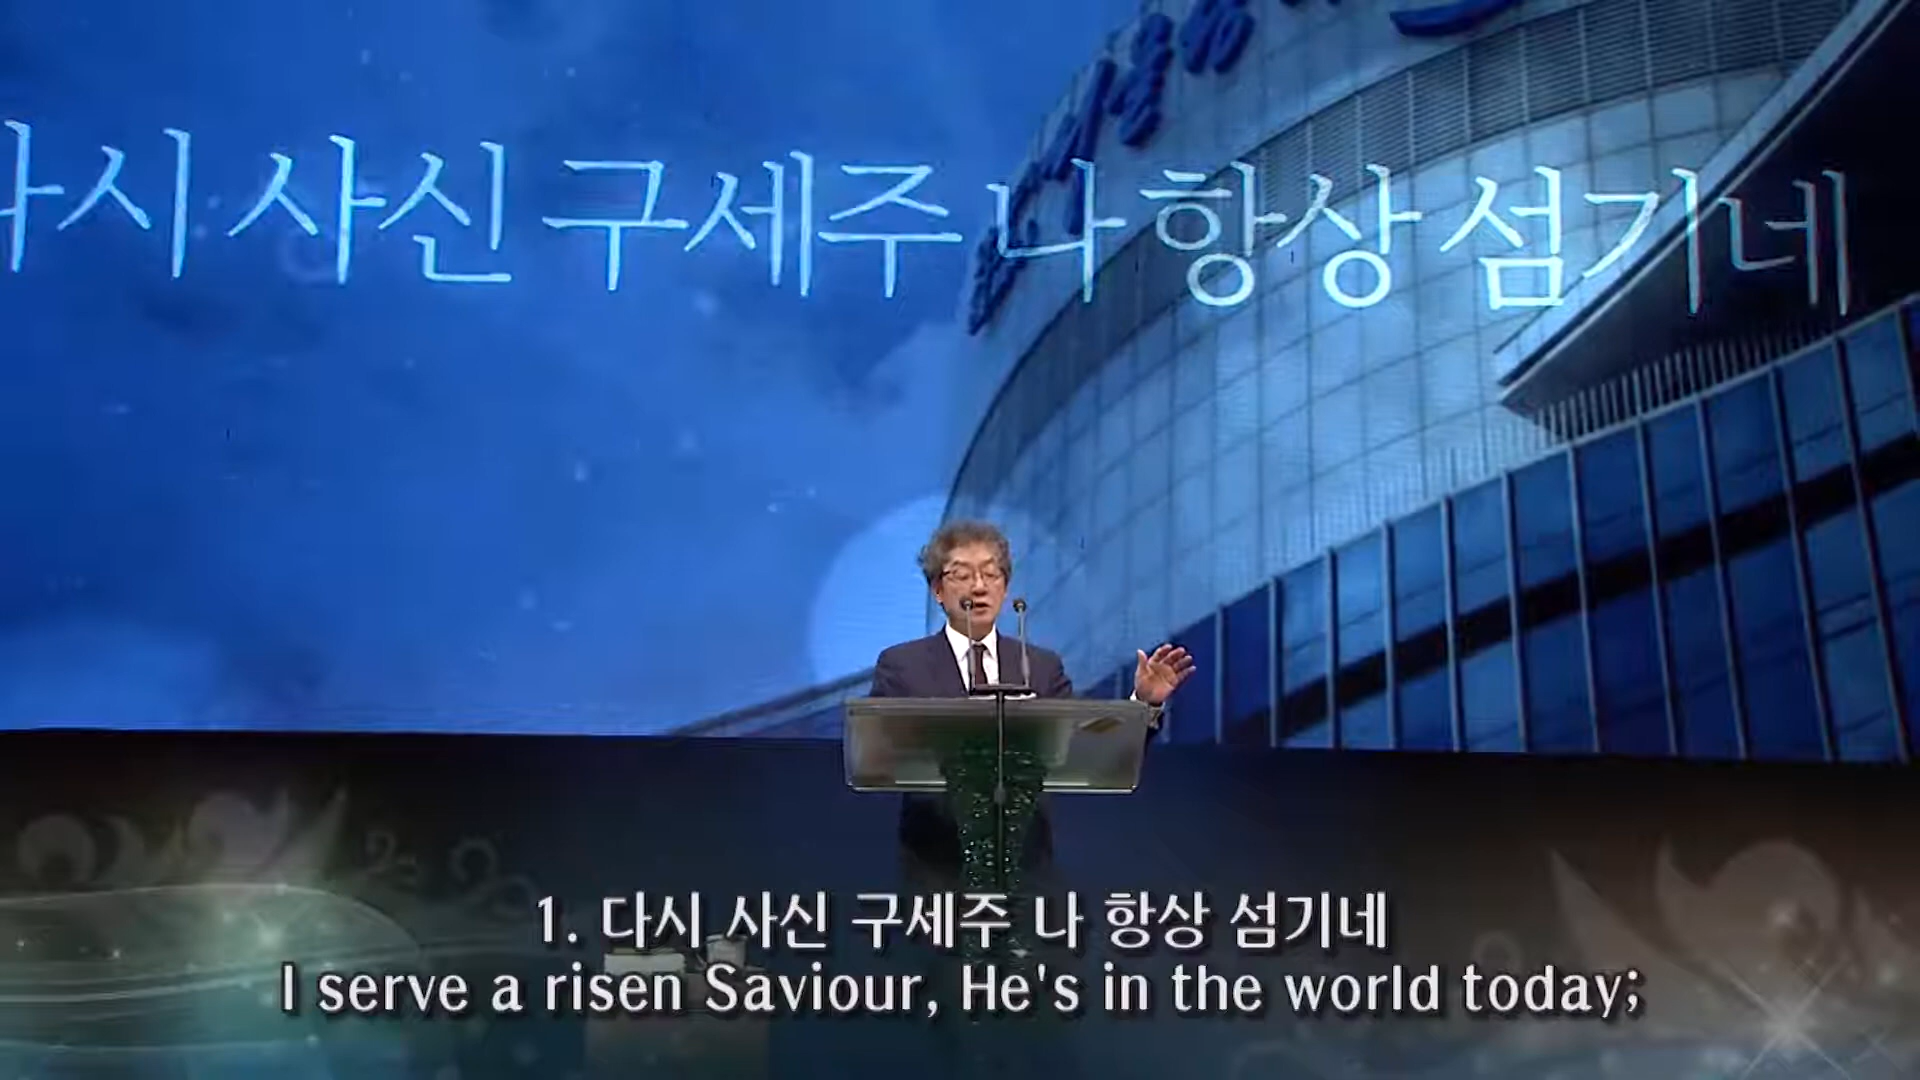 다시 사신 구세주 나 항상 섬기네
1. 다시 사신 구세주 나 항상 섬기네
I serve a risen Saviour, He's in the world today;